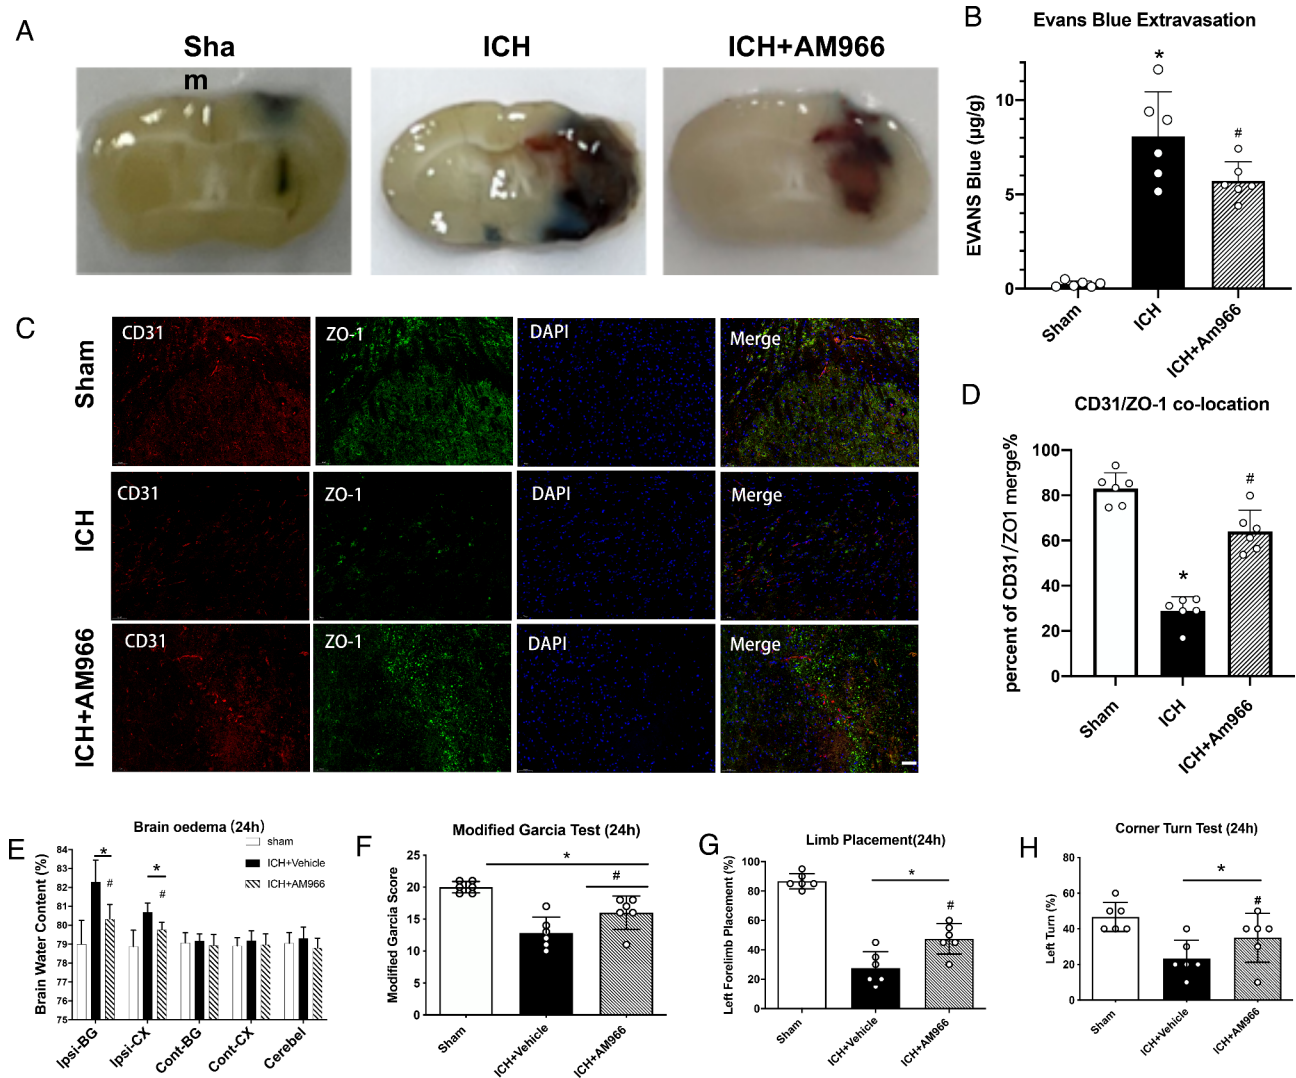 A
Sha
m
ICH
ICH+AM966
B
Evans Blue Extravasation
EVANS Blue (μg/g)
10
5
0
*
#
Sham
ICH
ICH+Am966
C
Sham
CD31
ZO-1
DAPI
Merge
ICH
CD31
ZO-1
DAPI
Merge
ICH+AM966
CD31
ZO-1
DAPI
Merge
D
CD31/ZO-1 co-location
percent of CD31/ZO1 merge%
100
80
60
40
20
0
*
#
Sham
ICH
ICH+Am966
E
Brain oedema (24h)
sham
ICH+Vehicle
ICH+AM966
Brain Water Content (%)
84
83
82
81
80
79
78
77
76
75
*
#
*
#
Ipsi-BG
Ipsi-CX
Cont-BG
Cont-CX
Cerebel
F
Modified Garcia Test (24h)
Modified Garcia Score
25
20
15
10
5
0
*
#
Sham
ICH+Vehicle
ICH+AM966
G
Limb Placement(24h)
Left Forelimb Placement (%)
100
80
60
40
20
0
*
#
Sham
ICH+Vehicle
ICH+AM966
H
Corner Turn Test (24h)
Left Turn (%)
80
60
40
20
0
*
#
Sham
ICH+Vehicle
ICH+AM966